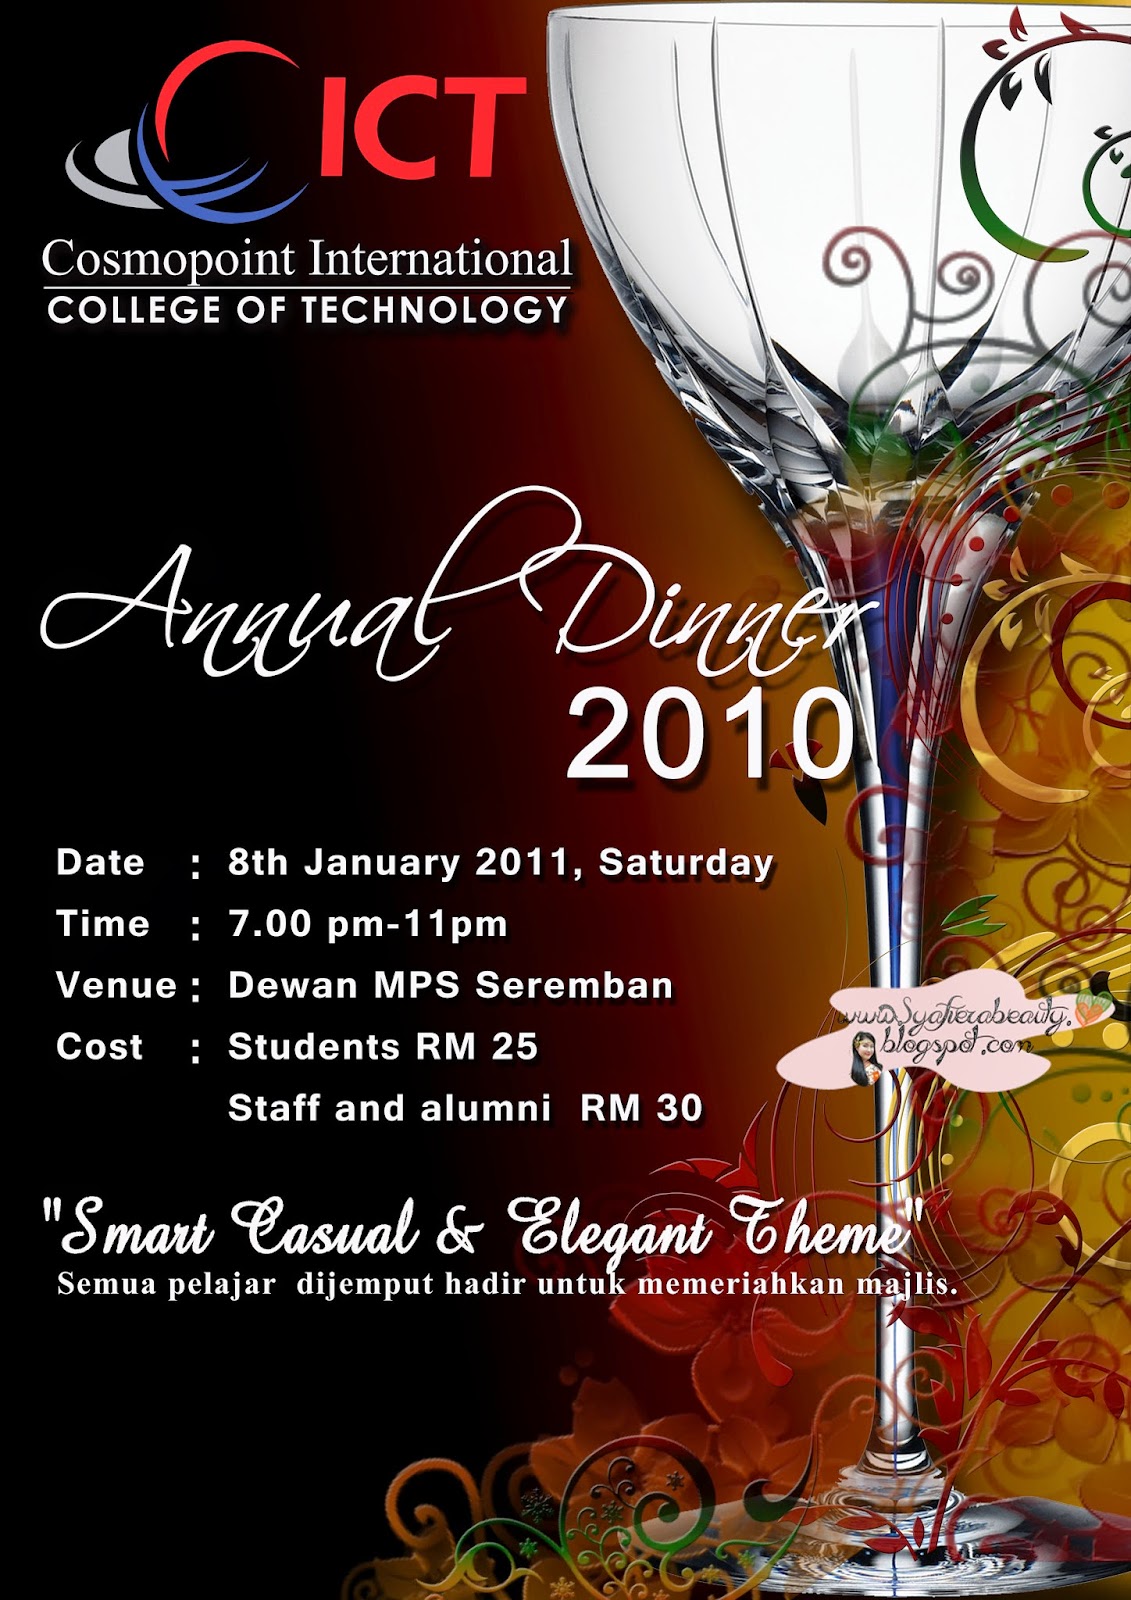 CICT
Cosmopoint International
COLLEGE OF TECHNOLOGY
Annual Dinner
2010
Date : 8th January 2011, Saturday
Time : 7.00 pm-11pm
Venue : Dewan MPS Seremban
Cost : Students RM 25
Staff and alumni RM 30
"Smart Casual & Elegant Theme"
Semua pelajar dijemput hadir untuk memeriahkan majlis.
www.Syafierabeauty.
blogspot.com